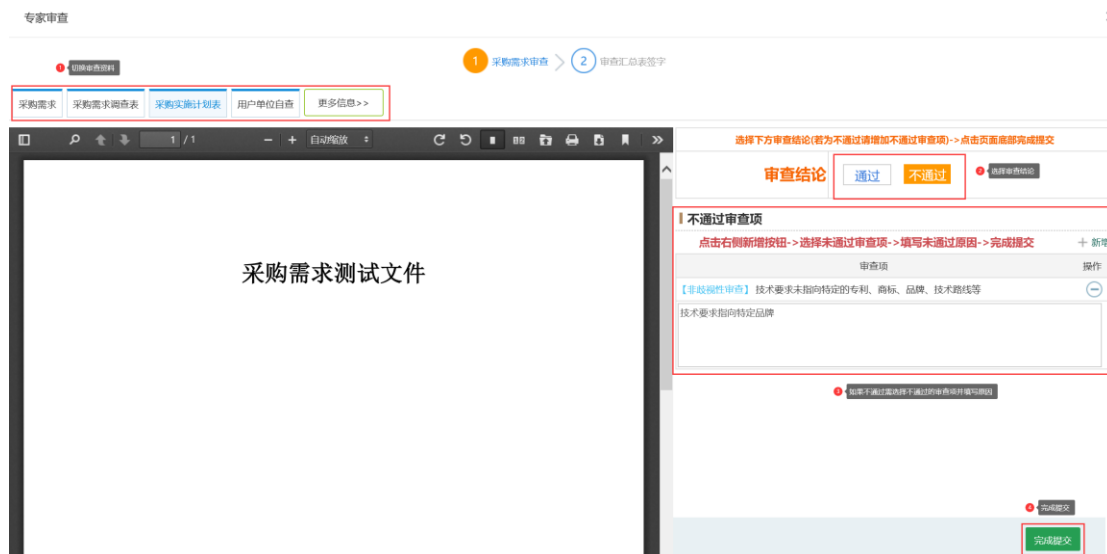 专家审查
1 采购需求审查 2 审查汇总表签字
1 切换审查资料
采购需求 采购需求调查表 采购实施计划表 用户单位自查 更多信息>>
1 / 1 − + 自动缩放
选择下方审查结论(若为不通过请增加不通过审查项)->点击页面底部完成提交
审查结论 通过 不通过 2 选择审查结论
不通过审查项
点击右侧新增按钮->选择未通过审查项->填写未通过原因->完成提交 + 新增
审查项 操作
【非歧视性审查】 技术要求未指向特定的专利、商标、品牌、技术路线等
技术要求指向特定品牌
采购需求测试文件
3 如果不通过需选择不通过的审查项并填写原因
4 完成提交
完成提交